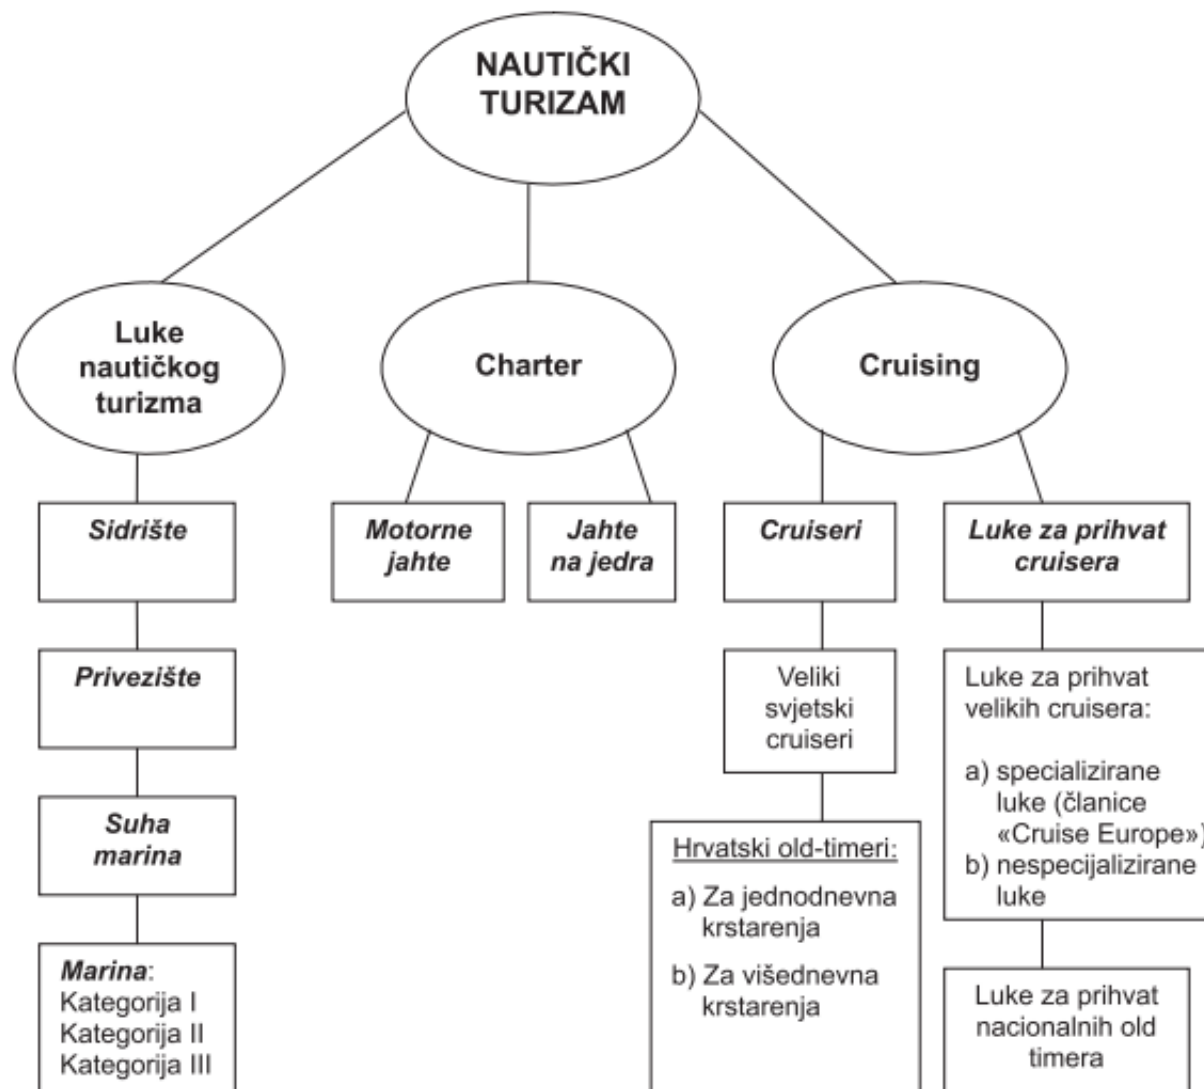 NAUTIČKI
TURIZAM
Luke
nautičkog
turizma
Charter
Cruising
Sidrište
Motorne
jahte
Jahte
na jedra
Cruiseri
Luke za prihvat
cruisera
Privezište
Veliki
svjetski
cruiseri
Luke za prihvat
velikih cruisera:
a) specializirane
luke (članice
«Cruise Europe»)
b) nespecijalizirane
luke
Suha
marina
Hrvatski old-timeri:
a) Za jednodnevna
krstarenja
b) Za višednevna
krstarenja
Marina:
Kategorija I
Kategorija II
Kategorija III
Luke za prihvat
nacionalnih old
timera